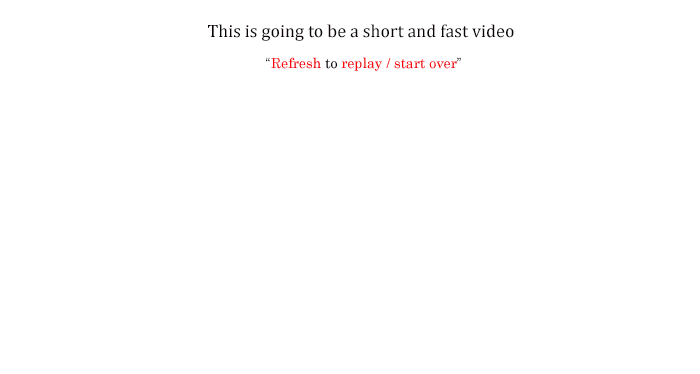 This is going to be a short and fast video
“Refresh to replay / start over”